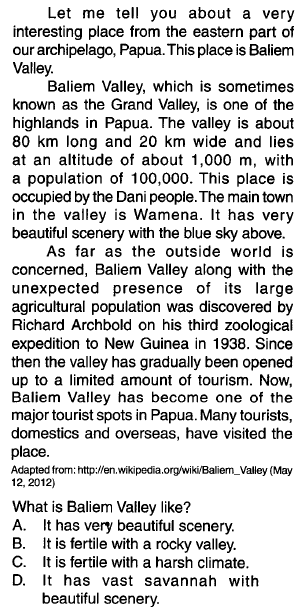 Let me tell you about a very
interesting place from the eastern part of
our archipelago, Papua. This place is Baliem
Valley.
Baliem Valley, which is sometimes
known as the Grand Valley, is one of the
highlands in Papua. The valley is about
80 km long and 20 km wide and lies
at an altitude of about 1,000 m, with
a population of 100,000. This place is
occupied by the Dani people. The main town
in the valley is Wamena. It has very
beautiful scenery with the blue sky above.
As far as the outside world is
concerned, Baliem Valley along with the
unexpected presence of its large
agricultural population was discovered by
Richard Archbold on his third zoological
expedition to New Guinea in 1938. Since
then the valley has gradually been opened
up to a limited amount of tourism. Now,
Baliem Valley has become one of the
major tourist spots in Papua. Many tourists,
domestics and overseas, have visited the
place.
Adapted from: http://en.wikipedia.org/wiki/Baliem_Valley (May
12, 2012)
What is Baliem Valley like?
A. It has very beautiful scenery.
B. It is fertile with a rocky valley.
C. It is fertile with a harsh climate.
D. It has vast savannah with
beautiful scenery.